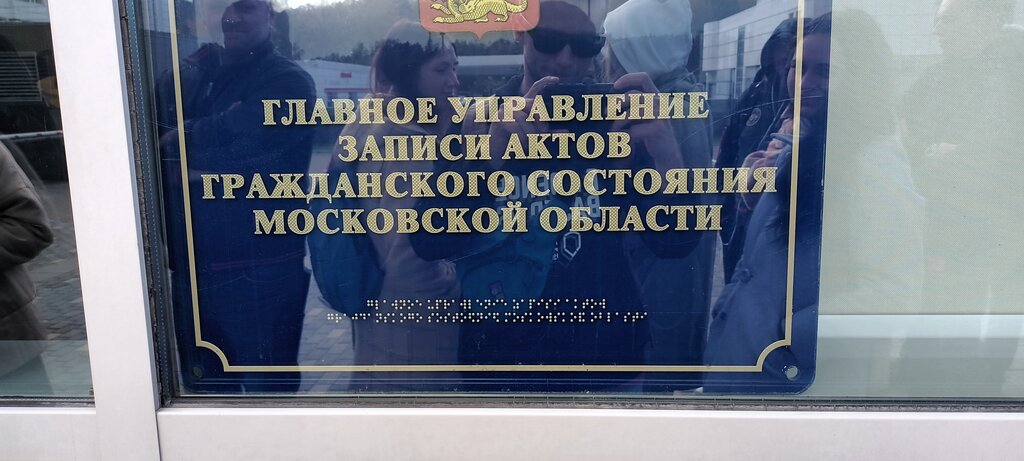 ГЛАВНОЕ УПРАВЛЕНИЕ
ЗАПИСИ АКТОВ
ГРАЖДАНСКОГО СОСТОЯНИЯ
МОСКОВСКОЙ ОБЛАСТИ